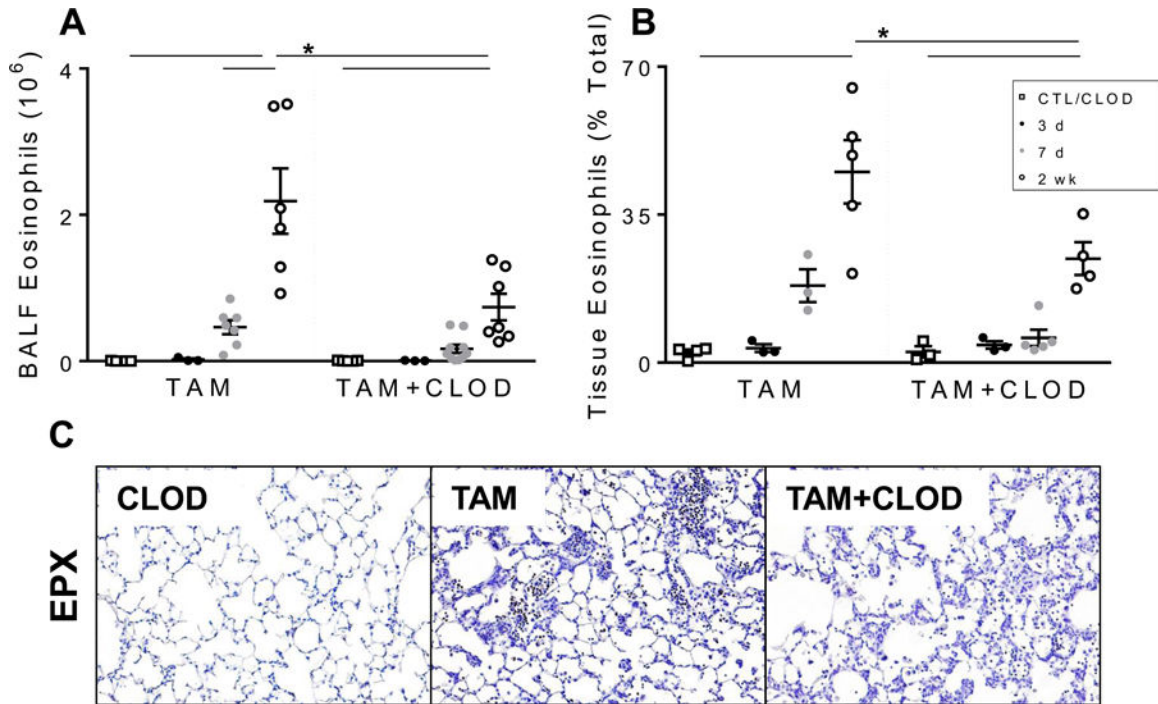 A
*
BALF Eosinophils (10⁶)
4
2
0
TAM
TAM+CLOD
B
*
Tissue Eosinophils (% Total)
70
35
0
TAM
TAM+CLOD
CTL/CLOD
3 d
7 d
2 wk
C
EPX
CLOD
TAM
TAM+CLOD